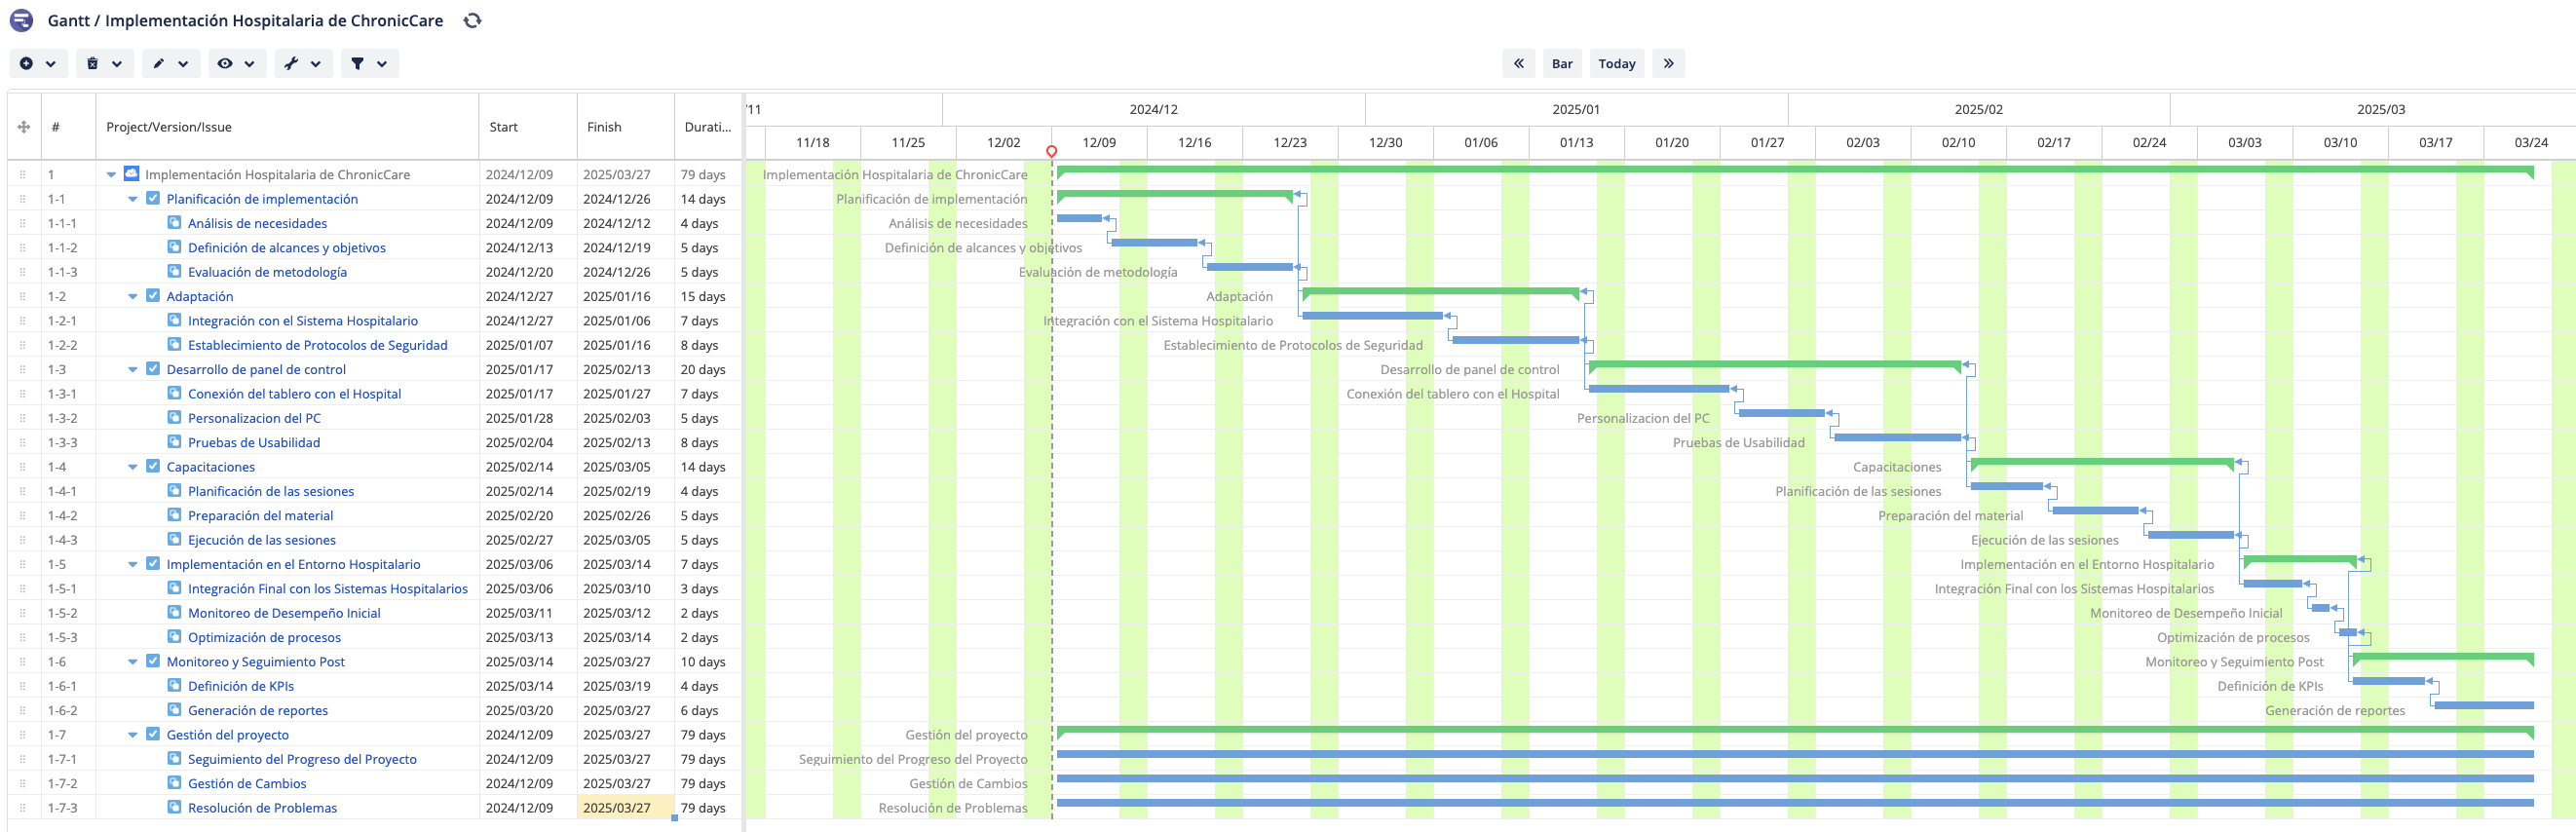 Gantt / Implementación Hospitalaria de ChronicCare
Bar Today
# Project/Version/Issue Start Finish Durati...
'11 2024/12 2025/01 2025/02 2025/03
11/18 11/25 12/02 12/09 12/16 12/23 12/30 01/06 01/13 01/20 01/27 02/03 02/10 02/17 02/24 03/03 03/10 03/17 03/24
1 Implementación Hospitalaria de ChronicCare 2024/12/09 2025/03/27 79 days Implementación Hospitalaria de ChronicCare
1-1 Planificación de implementación 2024/12/09 2024/12/26 14 days Planificación de implementación
1-1-1 Análisis de necesidades 2024/12/09 2024/12/12 4 days Análisis de necesidades
1-1-2 Definición de alcances y objetivos 2024/12/13 2024/12/19 5 days Definición de alcances y objetivos
1-1-3 Evaluación de metodología 2024/12/20 2024/12/26 5 days Evaluación de metodología
1-2 Adaptación 2024/12/27 2025/01/16 15 days Adaptación
1-2-1 Integración con el Sistema Hospitalario 2024/12/27 2025/01/06 7 days Integración con el Sistema Hospitalario
1-2-2 Establecimiento de Protocolos de Seguridad 2025/01/07 2025/01/16 8 days Establecimiento de Protocolos de Seguridad
1-3 Desarrollo de panel de control 2025/01/17 2025/02/13 20 days Desarrollo de panel de control
1-3-1 Conexión del tablero con el Hospital 2025/01/17 2025/01/27 7 days Conexión del tablero con el Hospital
1-3-2 Personalizacion del PC 2025/01/28 2025/02/03 5 days Personalizacion del PC
1-3-3 Pruebas de Usabilidad 2025/02/04 2025/02/13 8 days Pruebas de Usabilidad
1-4 Capacitaciones 2025/02/14 2025/03/05 14 days Capacitaciones
1-4-1 Planificación de las sesiones 2025/02/14 2025/02/19 4 days Planificación de las sesiones
1-4-2 Preparación del material 2025/02/20 2025/02/26 5 days Preparación del material
1-4-3 Ejecución de las sesiones 2025/02/27 2025/03/05 5 days Ejecución de las sesiones
1-5 Implementación en el Entorno Hospitalario 2025/03/06 2025/03/14 7 days Implementación en el Entorno Hospitalario
1-5-1 Integración Final con los Sistemas Hospitalarios 2025/03/06 2025/03/10 3 days Integración Final con los Sistemas Hospitalarios
1-5-2 Monitoreo de Desempeño Inicial 2025/03/11 2025/03/12 2 days Monitoreo de Desempeño Inicial
1-5-3 Optimización de procesos 2025/03/13 2025/03/14 2 days Optimización de procesos
1-6 Monitoreo y Seguimiento Post 2025/03/14 2025/03/27 10 days Monitoreo y Seguimiento Post
1-6-1 Definición de KPIs 2025/03/14 2025/03/19 4 days Definición de KPIs
1-6-2 Generación de reportes 2025/03/20 2025/03/27 6 days Generación de reportes
1-7 Gestión del proyecto 2024/12/09 2025/03/27 79 days Gestión del proyecto
1-7-1 Seguimiento del Progreso del Proyecto 2024/12/09 2025/03/27 79 days Seguimiento del Progreso del Proyecto
1-7-2 Gestión de Cambios 2024/12/09 2025/03/27 79 days Gestión de Cambios
1-7-3 Resolución de Problemas 2024/12/09 2025/03/27 79 days Resolución de Problemas